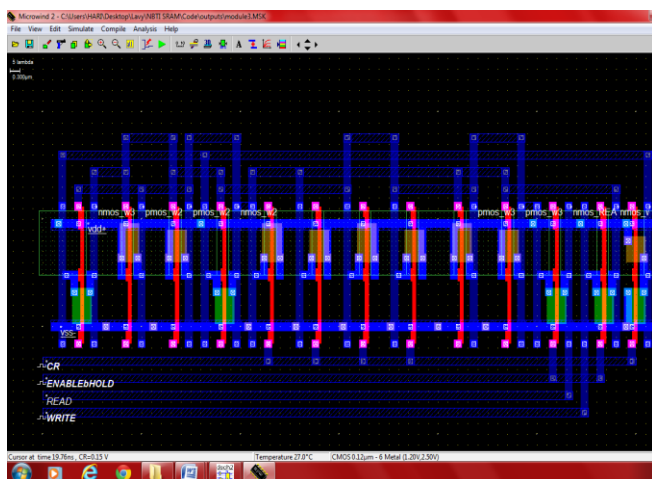 Microwind 2 - C:\Users\HARI\Desktop\Lavy\NBTI SRAM\Code\outputs\module3.MSK
File View Edit Simulate Compile Analysis Help
5 lambda
0.300µm
nmos_w3 pmos_w2 pmos_w2 nmos_w2 pmos_w3 pmos_w3 nmos_REA
vdd+
vss-
CR
ENABLEbHOLD
READ
WRITE
Cursor at time 19.76ns , CR=0.15 V Temperature 27.0°C CMOS 0.12µm - 6 Metal (1.20V,2.50V)
dsch2